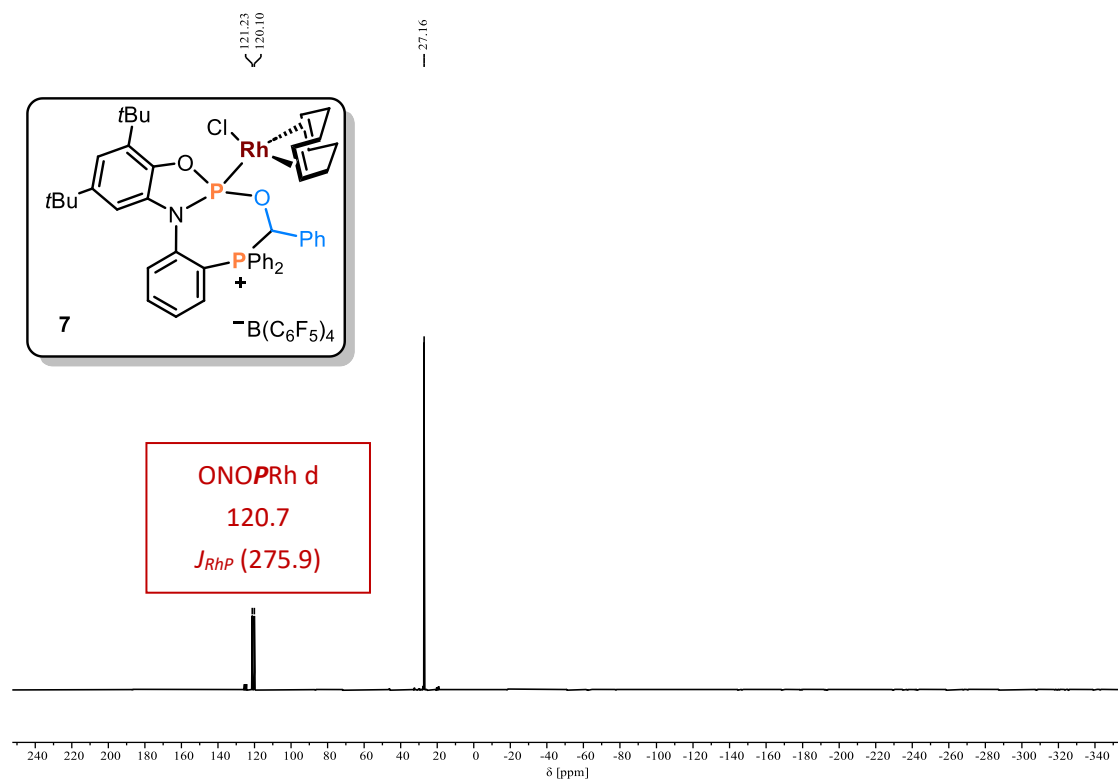 121.23
120.10
27.16
tBu
Cl
Rh
O
P
O
tBu
N
Ph
PPh₂
+
7
⁻B(C₆F₅)₄
ONOPRh d
120.7
J_RhP (275.9)
240 220 200 180 160 140 120 100 80 60 40 20 0 -20 -40 -60 -80 -100 -120 -140 -160 -180 -200 -220 -240 -260 -280 -300 -320 -340
δ [ppm]